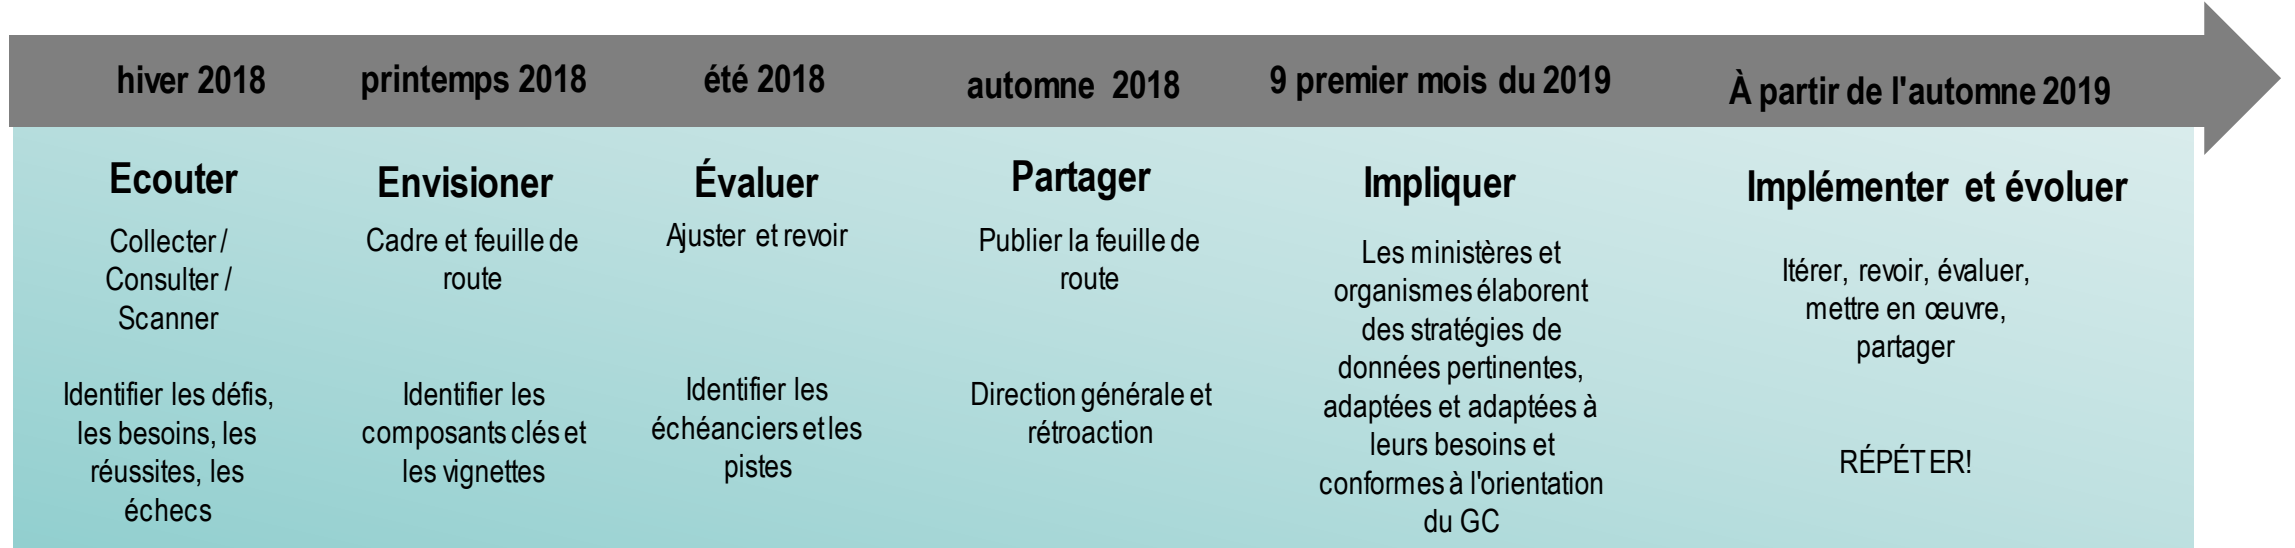 hiver 2018
printemps 2018
été 2018
automne 2018
9 premier mois du 2019
À partir de l'automne 2019
Ecouter
Collecter /
Consulter /
Scanner
Identifier les défis,
les besoins, les
réussites, les
échecs
Envisioner
Cadre et feuille de
route
Identifier les
composants clés et
les vignettes
Évaluer
Ajuster et revoir
Identifier les
échéanciers et les
pistes
Partager
Publier la feuille de
route
Direction générale et
rétroaction
Impliquer
Les ministères et
organismes élaborent
des stratégies de
données pertinentes,
adaptées et adaptées à
leurs besoins et
conformes à l'orientation
du GC
Implémenter et évoluer
Itérer, revoir, évaluer,
mettre en œuvre,
partager
RÉPÉTER!